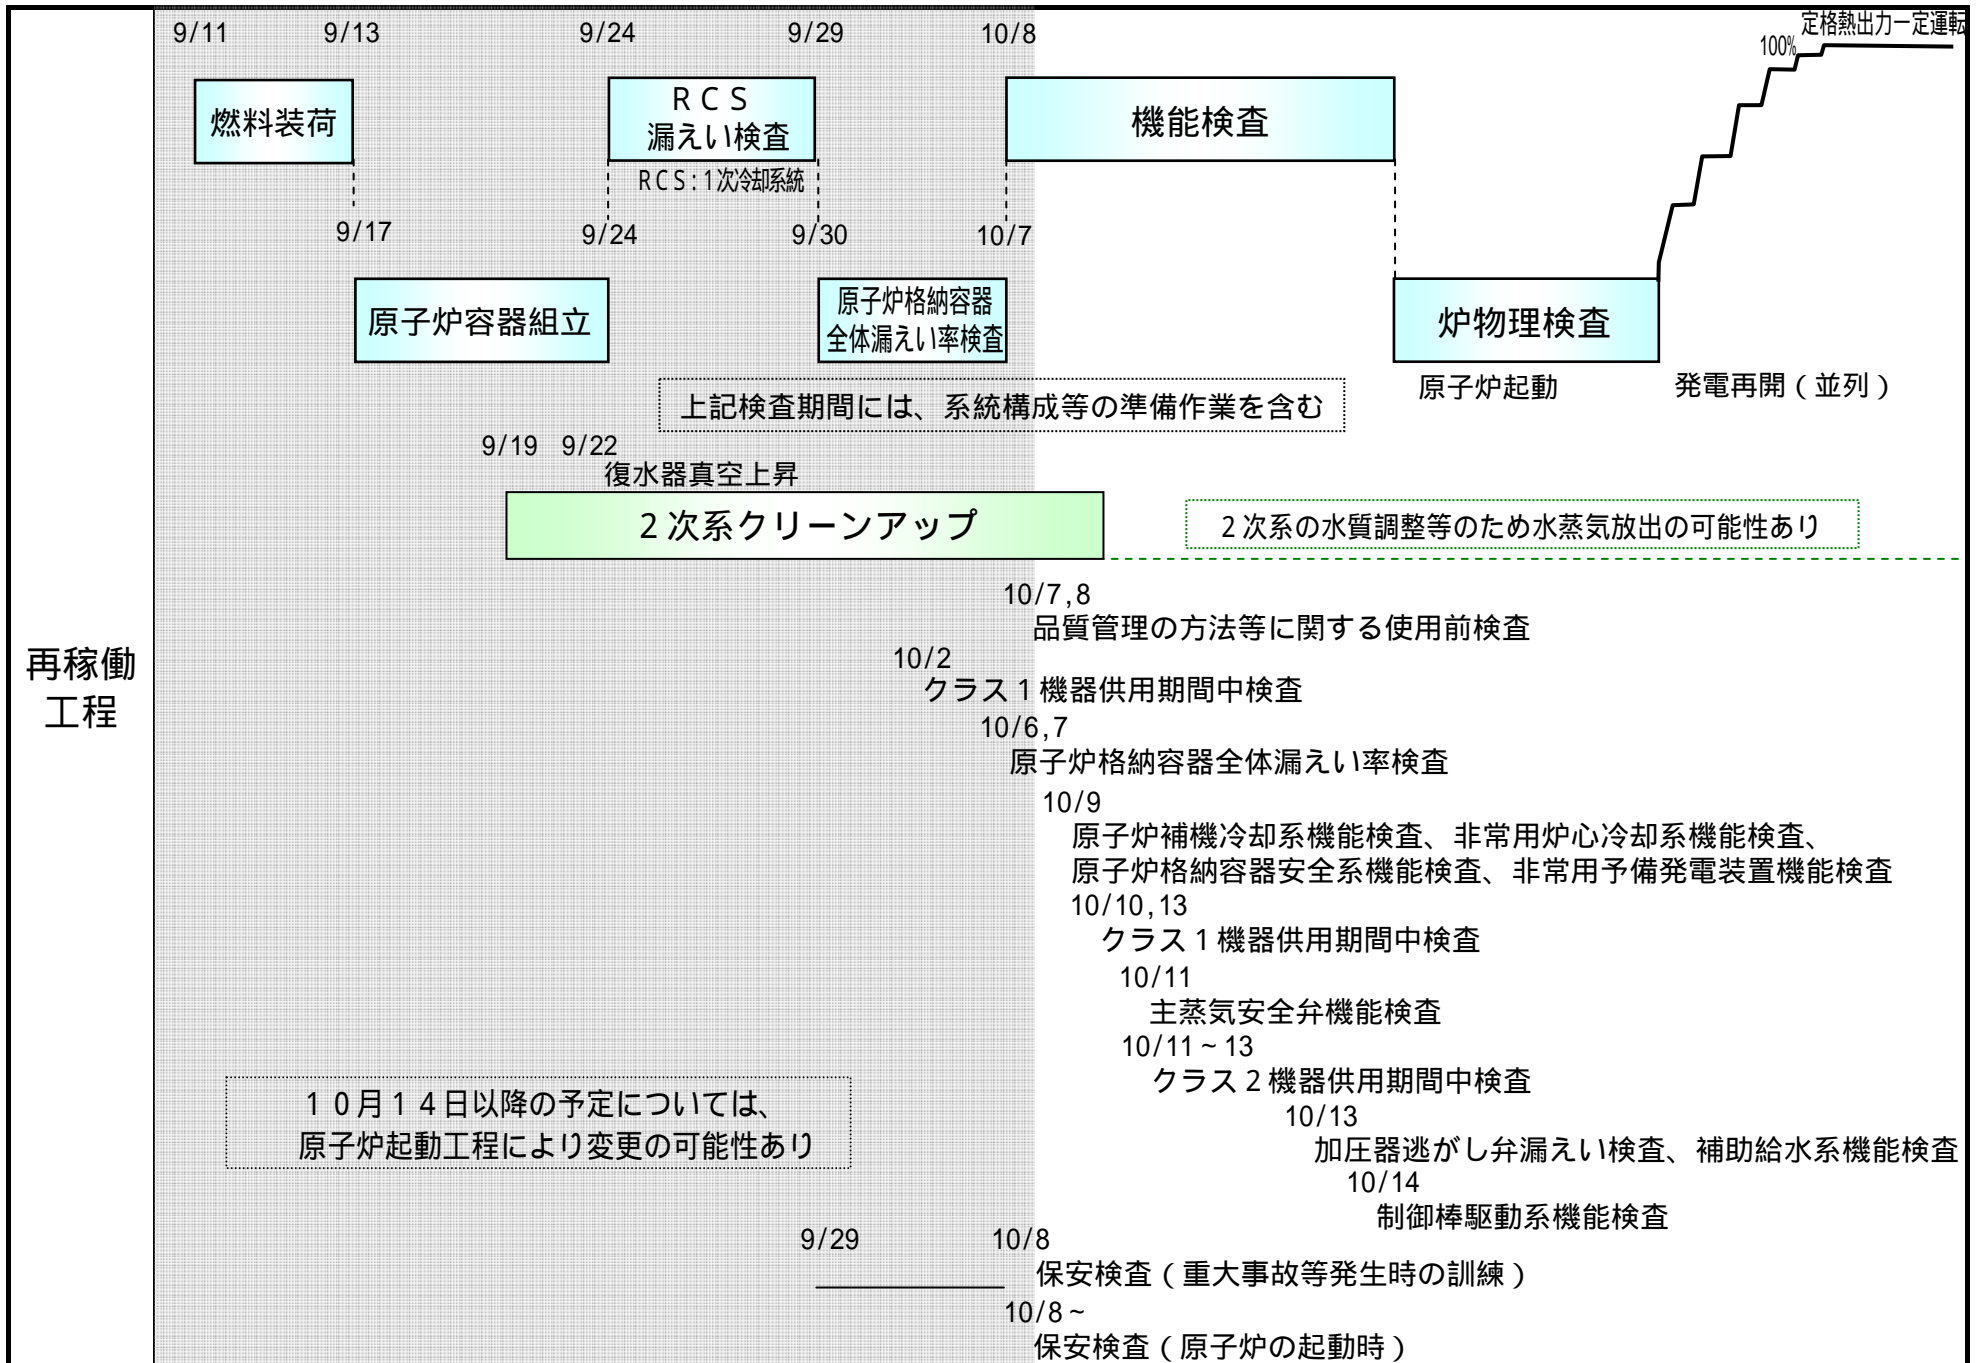 9/11 9/13 9/24 9/29 10/8
定格熱出力一定運転
100%
燃料装荷
RCS
漏えい検査
機能検査
RCS:1次冷却系統
9/17 9/24 9/30 10/7
原子炉容器組立
原子炉格納容器
全体漏えい率検査
炉物理検査
原子炉起動
発電再開(並列)
上記検査期間には、系統構成等の準備作業を含む
9/19 9/22
復水器真空上昇
2次系クリーンアップ
2次系の水質調整等のため水蒸気放出の可能性あり
再稼働
工程
10/7,8
品質管理の方法等に関する使用前検査
10/2
クラス1機器供用期間中検査
10/6,7
原子炉格納容器全体漏えい率検査
10/9
原子炉補機冷却系機能検査、非常用炉心冷却系機能検査、
原子炉格納容器安全系機能検査、非常用予備発電装置機能検査
10/10,13
クラス1機器供用期間中検査
10/11
主蒸気安全弁機能検査
10/11~13
クラス2機器供用期間中検査
10月14日以降の予定については、
原子炉起動工程により変更の可能性あり
10/13
加圧器逃がし弁漏えい検査、補助給水系機能検査
10/14
制御棒駆動系機能検査
9/29 10/8
保安検査(重大事故等発生時の訓練)
10/8~
保安検査(原子炉の起動時)